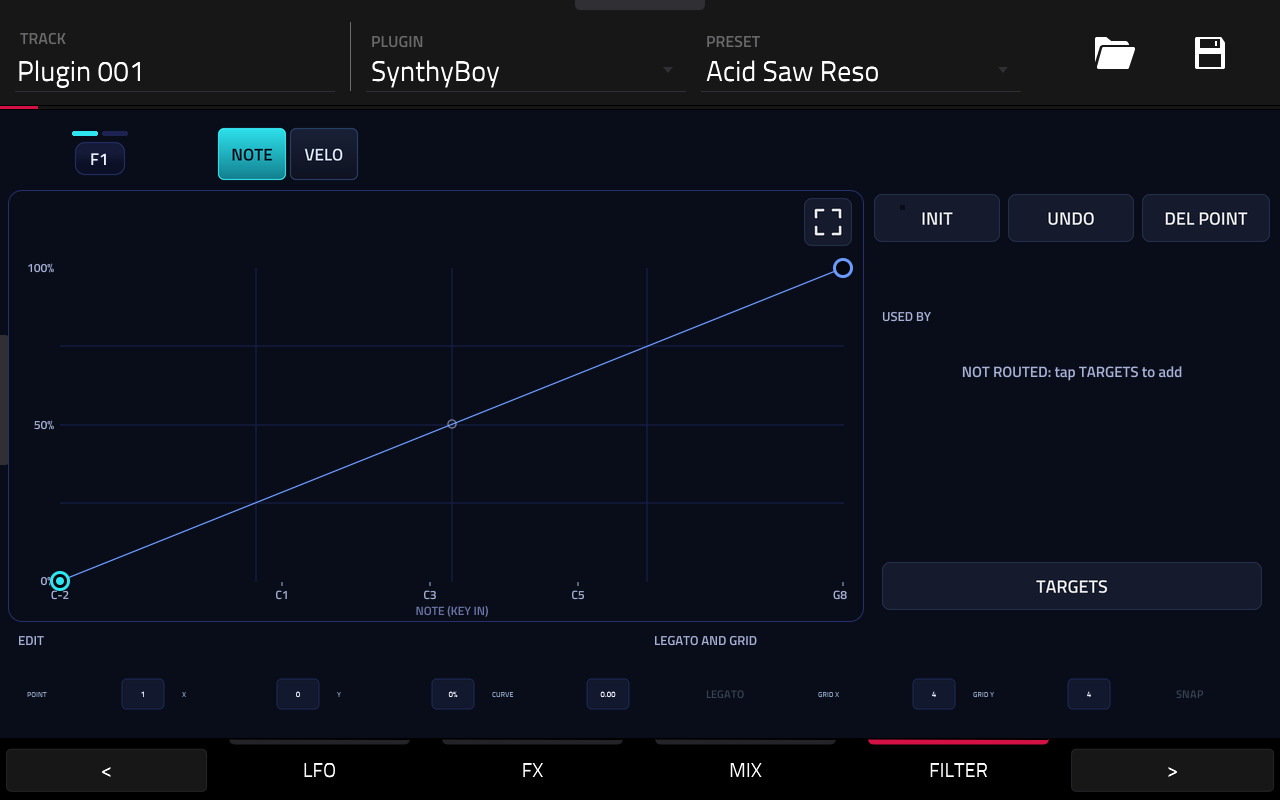 TRACK
Plugin 001
PLUGIN
SynthyBoy
PRESET
Acid Saw Reso
F1
NOTE
VELO
INIT
UNDO
DEL POINT
100%
50%
0%
C-2
C1
C3
C5
G8
NOTE (KEY IN)
USED BY
NOT ROUTED: tap TARGETS to add
TARGETS
EDIT
LEGATO AND GRID
POINT
1
X
0
Y
0%
CURVE
0.00
LEGATO
GRID X
4
GRID Y
4
SNAP
<
LFO
FX
MIX
FILTER
>